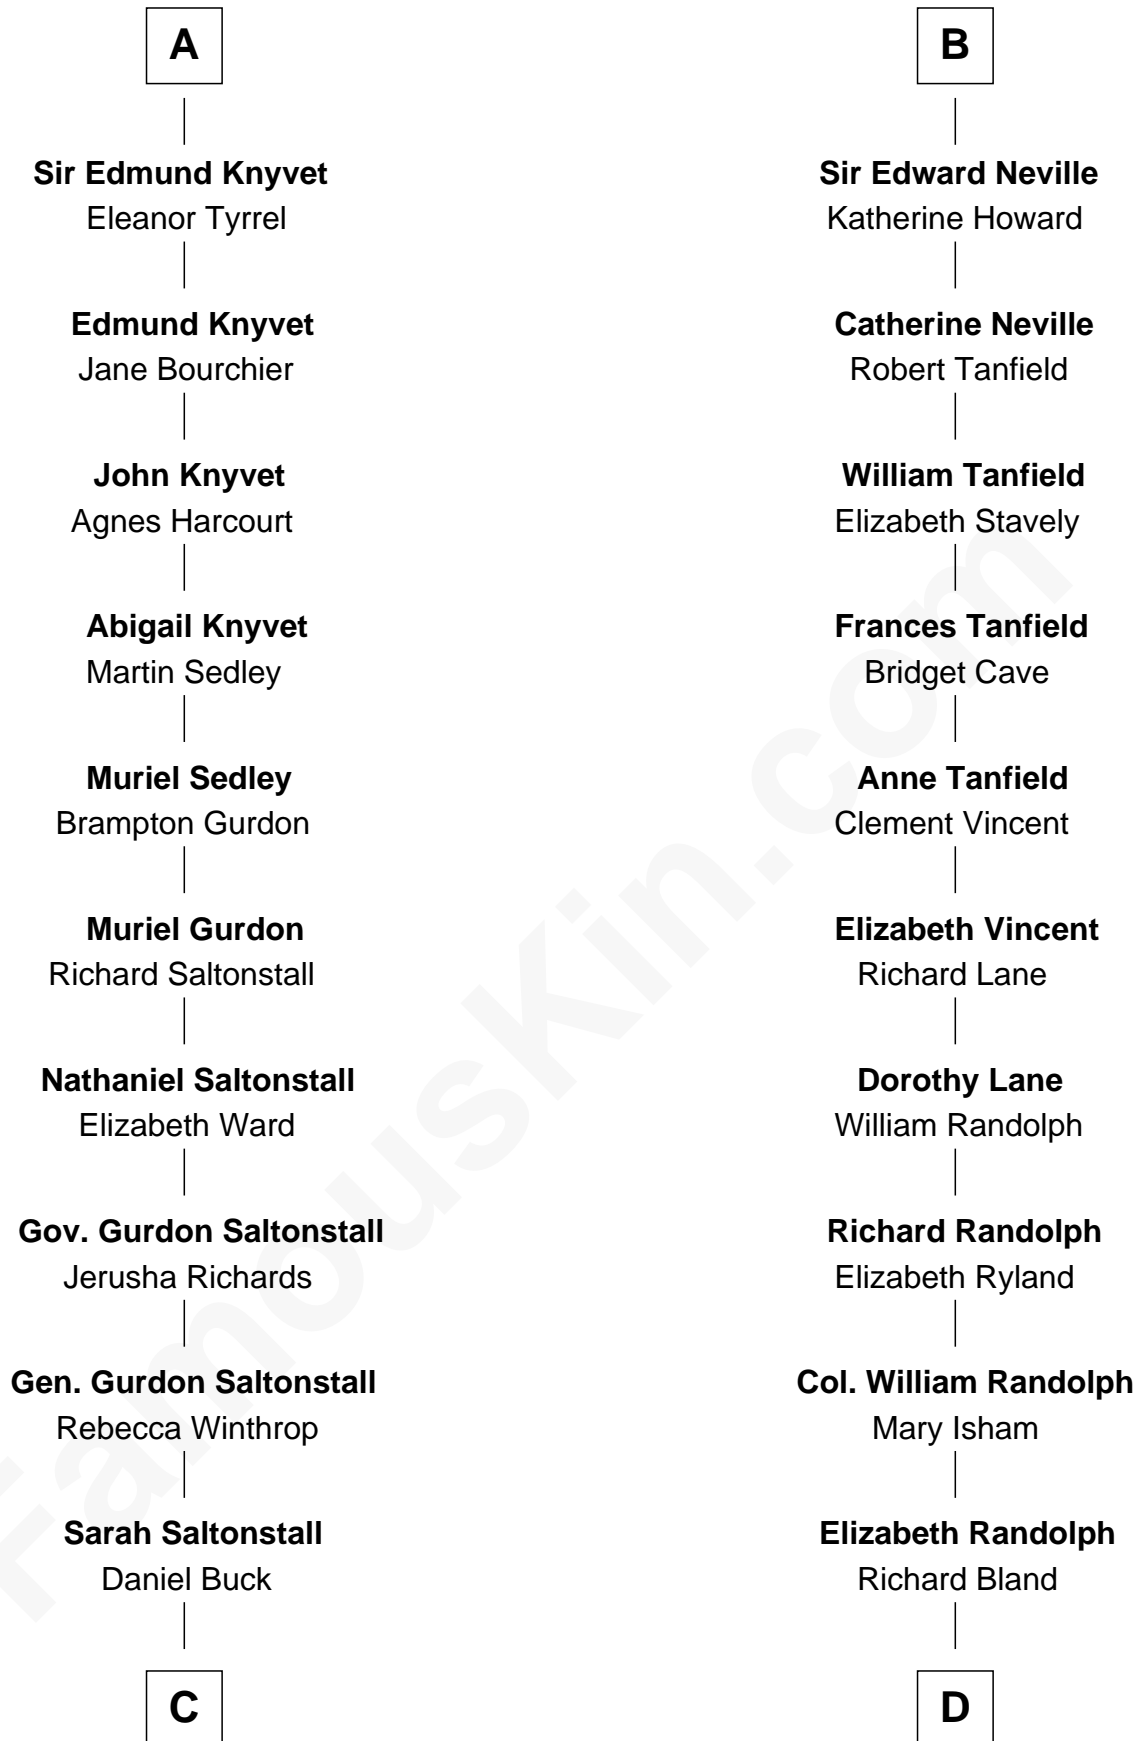 A
Sir Edmund Knyvet
Eleanor Tyrrel
Edmund Knyvet
Jane Bourchier
John Knyvet
Agnes Harcourt
Abigail Knyvet
Martin Sedley
Muriel Sedley
Brampton Gurdon
Muriel Gurdon
Richard Saltonstall
Nathaniel Saltonstall
Elizabeth Ward
Gov. Gurdon Saltonstall
Jerusha Richards
Gen. Gurdon Saltonstall
Rebecca Winthrop
Sarah Saltonstall
Daniel Buck
C
B
Sir Edward Neville
Katherine Howard
Catherine Neville
Robert Tanfield
William Tanfield
Elizabeth Stavely
Frances Tanfield
Bridget Cave
Anne Tanfield
Clement Vincent
Elizabeth Vincent
Richard Lane
Dorothy Lane
William Randolph
Richard Randolph
Elizabeth Ryland
Col. William Randolph
Mary Isham
Elizabeth Randolph
Richard Bland
D
FamousKin.com